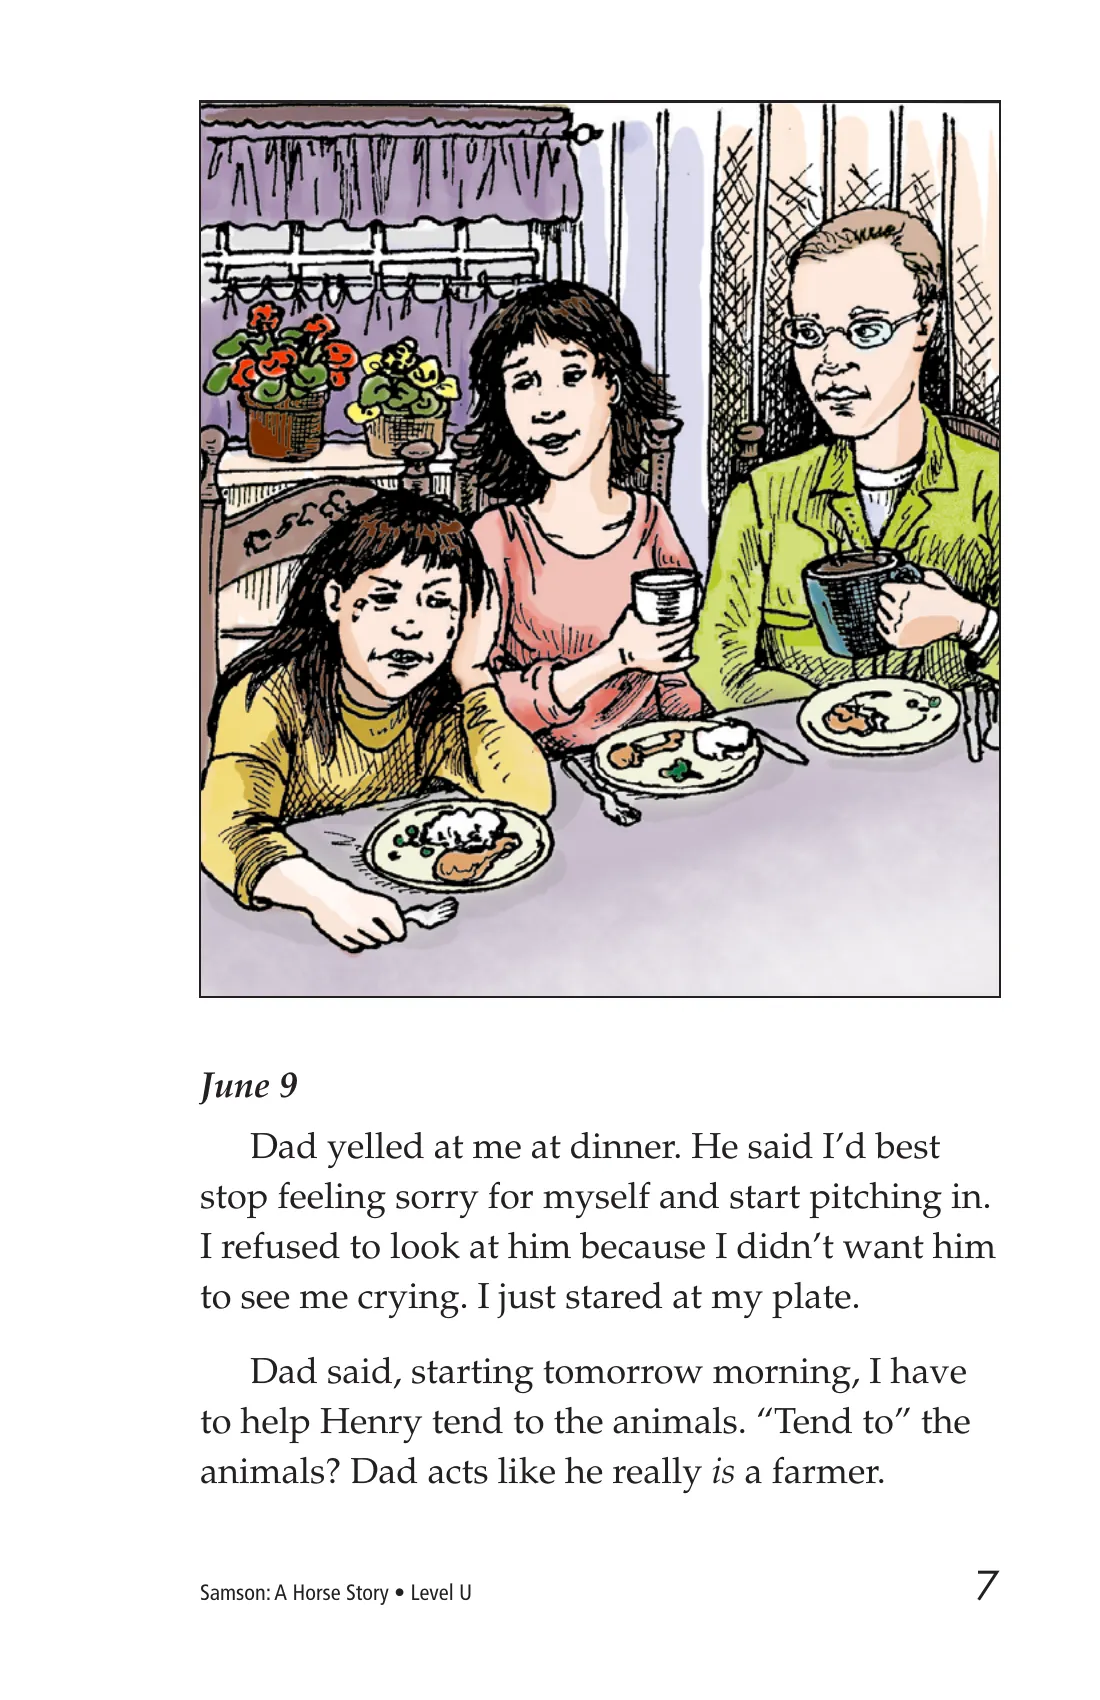 June 9
Dad yelled at me at dinner. He said I’d best
stop feeling sorry for myself and start pitching in.
I refused to look at him because I didn’t want him
to see me crying. I just stared at my plate.
Dad said, starting tomorrow morning, I have
to help Henry tend to the animals. “Tend to” the
animals? Dad acts like he really is a farmer.
Samson: A Horse Story • Level U
7